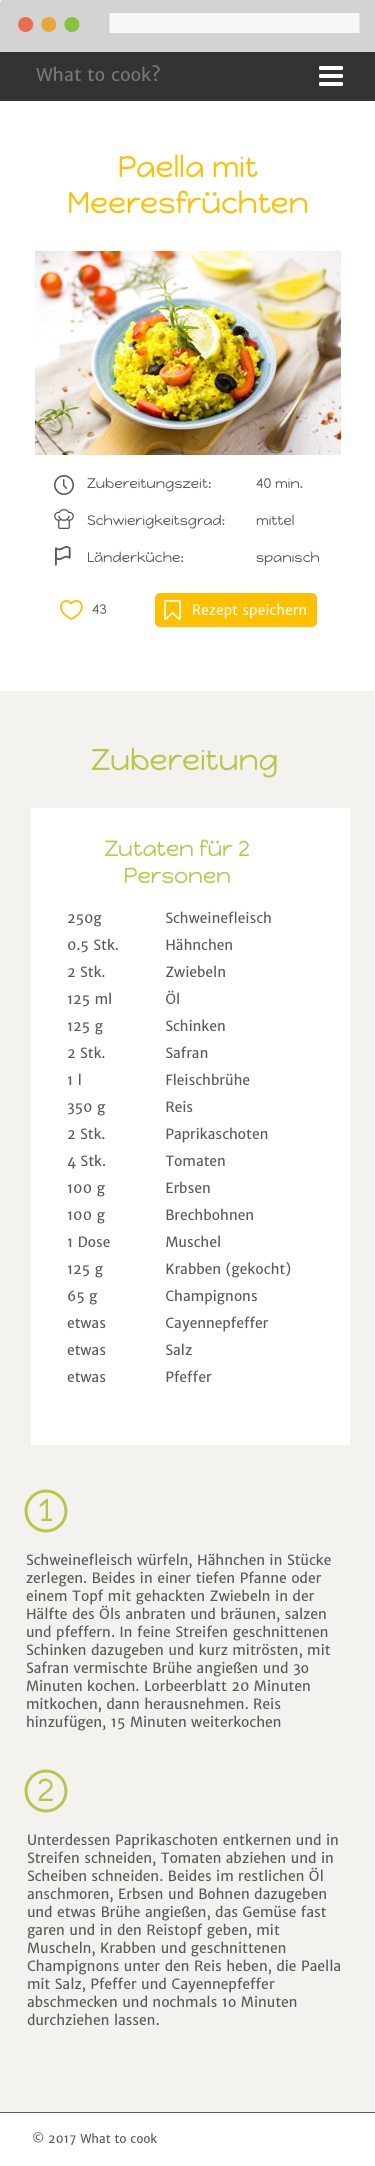 What to cook?
Paella mit
Meeresfrüchten
Zubereitungszeit: 40 min.
Schwierigkeitsgrad: mittel
Länderküche: spanisch
43 Rezept speichern
Zubereitung
Zutaten für 2
Personen
250g Schweinefleisch
0.5 Stk. Hähnchen
2 Stk. Zwiebeln
125 ml Öl
125 g Schinken
2 Stk. Safran
1 l Fleischbrühe
350 g Reis
2 Stk. Paprikaschoten
4 Stk. Tomaten
100 g Erbsen
100 g Brechbohnen
1 Dose Muschel
125 g Krabben (gekocht)
65 g Champignons
etwas Cayennepfeffer
etwas Salz
etwas Pfeffer
1
Schweinefleisch würfeln, Hähnchen in Stücke
zerlegen. Beides in einer tiefen Pfanne oder
einem Topf mit gehackten Zwiebeln in der
Hälfte des Öls anbraten und bräunen, salzen
und pfeffern. In feine Streifen geschnittenen
Schinken dazugeben und kurz mitrösten, mit
Safran vermischte Brühe angießen und 30
Minuten kochen. Lorbeerblatt 20 Minuten
mitkochen, dann herausnehmen. Reis
hinzufügen, 15 Minuten weiterkochen
2
Unterdessen Paprikaschoten entkernen und in
Streifen schneiden, Tomaten abziehen und in
Scheiben schneiden. Beides im restlichen Öl
anschmoren, Erbsen und Bohnen dazugeben
und etwas Brühe angießen, das Gemüse fast
garen und in den Reistopf geben, mit
Muscheln, Krabben und geschnittenen
Champignons unter den Reis heben, die Paella
mit Salz, Pfeffer und Cayennepfeffer
abschmecken und nochmals 10 Minuten
durchziehen lassen.
© 2017 What to cook